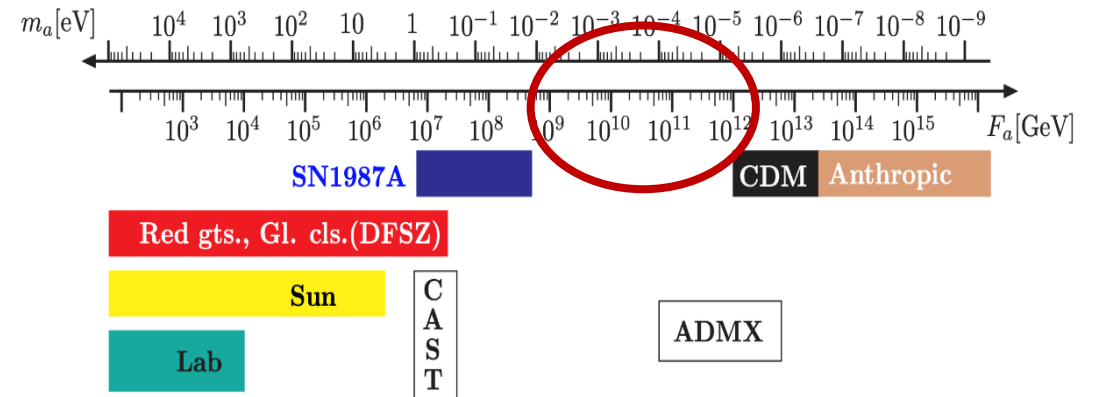 m_a[eV] 10^4 10^3 10^2 10 1 10^-1 10^-2 10^-3 10^-4 10^-5 10^-6 10^-7 10^-8 10^-9
10^3 10^4 10^5 10^6 10^7 10^8 10^9 10^10 10^11 10^12 10^13 10^14 10^15 F_a[GeV]
SN1987A CDM Anthropic
Red gts., Gl. cls.(DFSZ)
Sun
Lab
C
A
S
T
ADMX